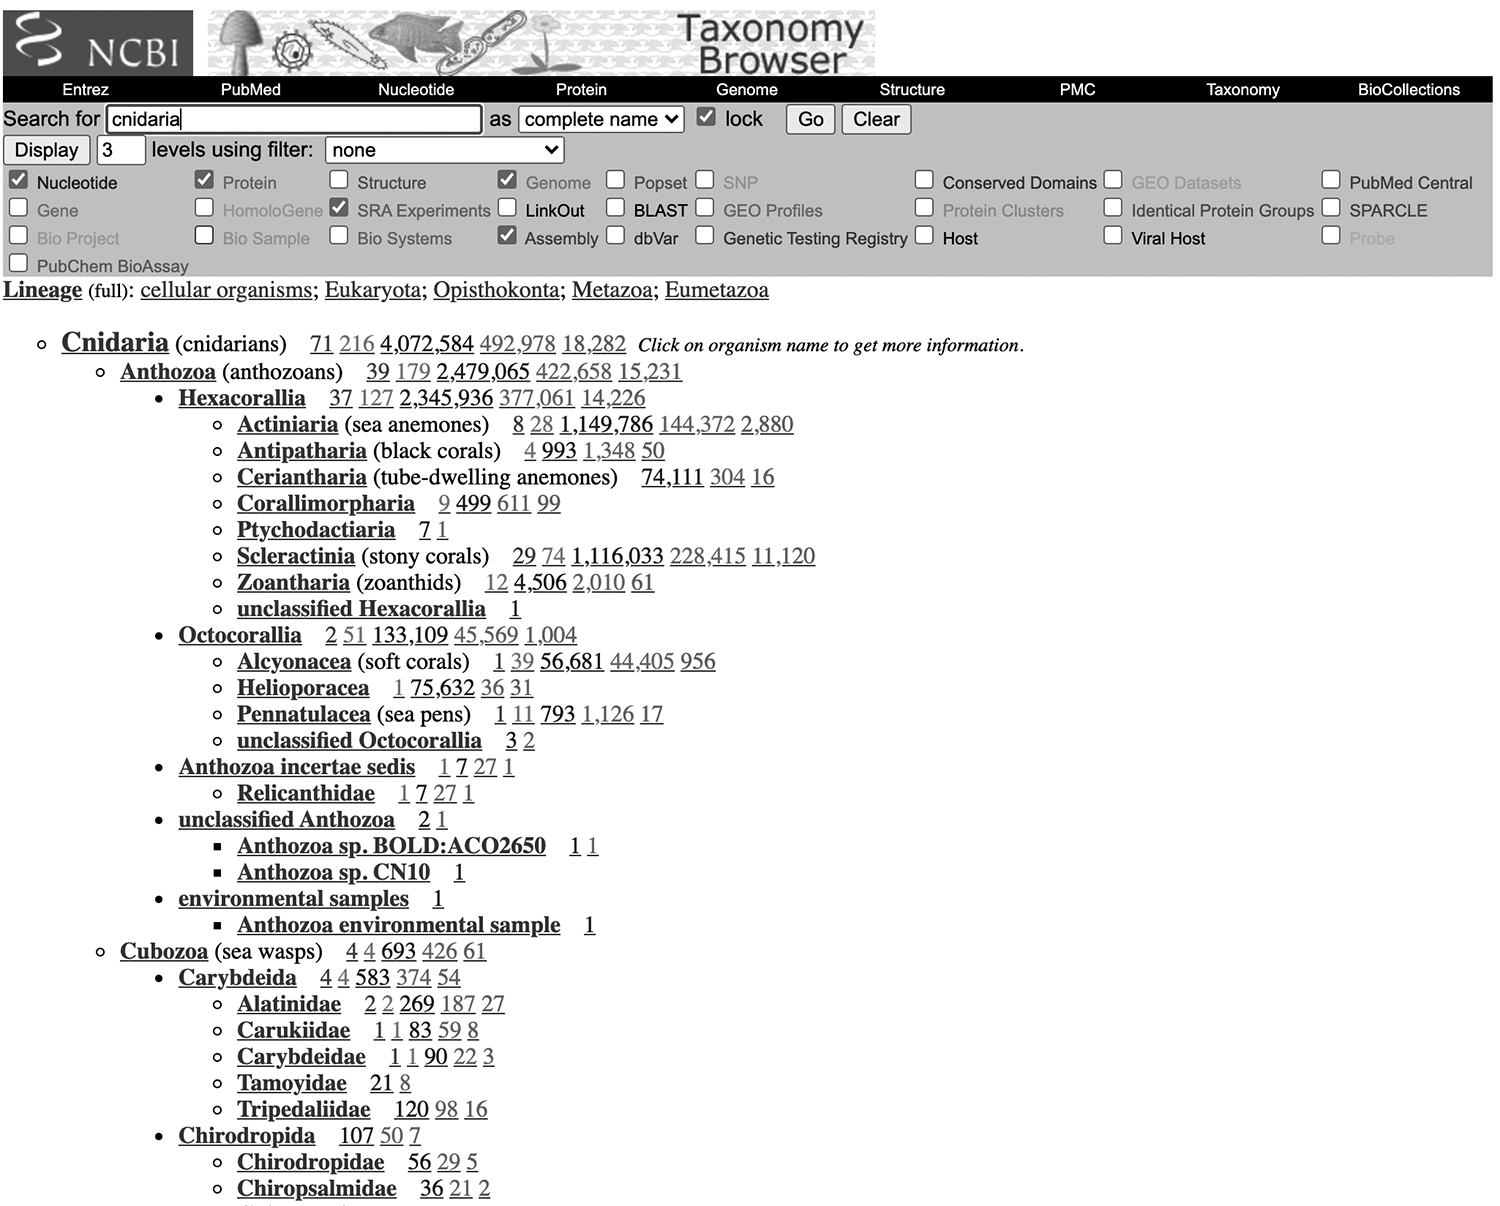 NCBI
Taxonomy
Browser
Entrez PubMed Nucleotide Protein Genome Structure PMC Taxonomy BioCollections
Search for cnidaria as complete name lock Go Clear
Display 3 levels using filter: none
Nucleotide Protein Structure Genome Popset SNP Conserved Domains GEO Datasets PubMed Central
Gene HomoloGene SRA Experiments LinkOut BLAST GEO Profiles Protein Clusters Identical Protein Groups SPARCLE
Bio Project Bio Sample Bio Systems Assembly dbVar Genetic Testing Registry Host Viral Host Probe
PubChem BioAssay
Lineage (full): cellular organisms; Eukaryota; Opisthokonta; Metazoa; Eumetazoa
Cnidaria (cnidarians) 71 216 4,072,584 492,978 18,282 Click on organism name to get more information.
Anthozoa (anthozoans) 39 179 2,479,065 422,658 15,231
Hexacorallia 37 127 2,345,936 377,061 14,226
Actiniaria (sea anemones) 8 28 1,149,786 144,372 2,880
Antipatharia (black corals) 4 993 1,348 50
Ceriantharia (tube-dwelling anemones) 74,111 304 16
Corallimorpharia 9 499 611 99
Ptychodactiaria 7 1
Scleractinia (stony corals) 29 74 1,116,033 228,415 11,120
Zoantharia (zoanthids) 12 4,506 2,010 61
unclassified Hexacorallia 1
Octocorallia 2 51 133,109 45,569 1,004
Alcyonacea (soft corals) 1 39 56,681 44,405 956
Helioporacea 1 75,632 36 31
Pennatulacea (sea pens) 1 11 793 1,126 17
unclassified Octocorallia 3 2
Anthozoa incertae sedis 1 7 27 1
Relicanthidae 1 7 27 1
unclassified Anthozoa 2 1
Anthozoa sp. BOLD:ACO2650 1 1
Anthozoa sp. CN10 1
environmental samples 1
Anthozoa environmental sample 1
Cubozoa (sea wasps) 4 4 693 426 61
Carybdeida 4 4 583 374 54
Alatinidae 2 2 269 187 27
Carukiidae 1 1 83 59 8
Carybdeidae 1 1 90 22 3
Tamoyidae 21 8
Tripedaliidae 120 98 16
Chirodropida 107 50 7
Chirodropidae 56 29 5
Chiropsalmidae 36 21 2